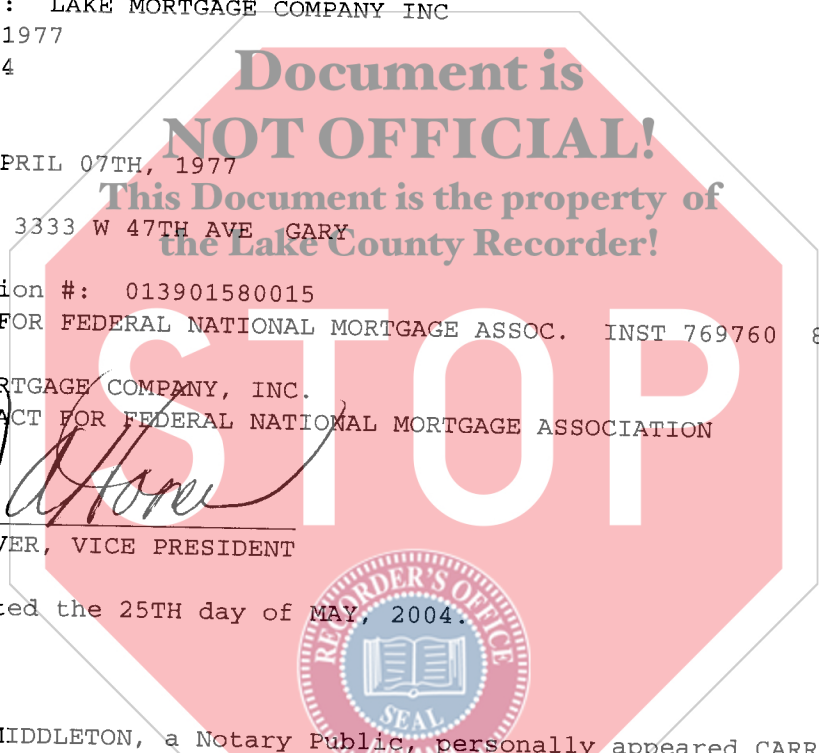 : LAKE MORTGAGE COMPANY INC
1977
4
Document is
NOT OFFICIAL!
PRIL 07TH, 1977
This Document is the property of
3333 W 47TH AVE GARY
the Lake County Recorder!
ion #: 013901580015
FOR FEDERAL NATIONAL MORTGAGE ASSOC. INST 769760 8
STOP
RTGAGE COMPANY, INC.
ACT FOR FEDERAL NATIONAL MORTGAGE ASSOCIATION
VER, VICE PRESIDENT
RECORDER'S OFFICE
ted the 25TH day of MAY, 2004.
SEAL
MIDDLETON, a Notary Public, personally appeared CARR